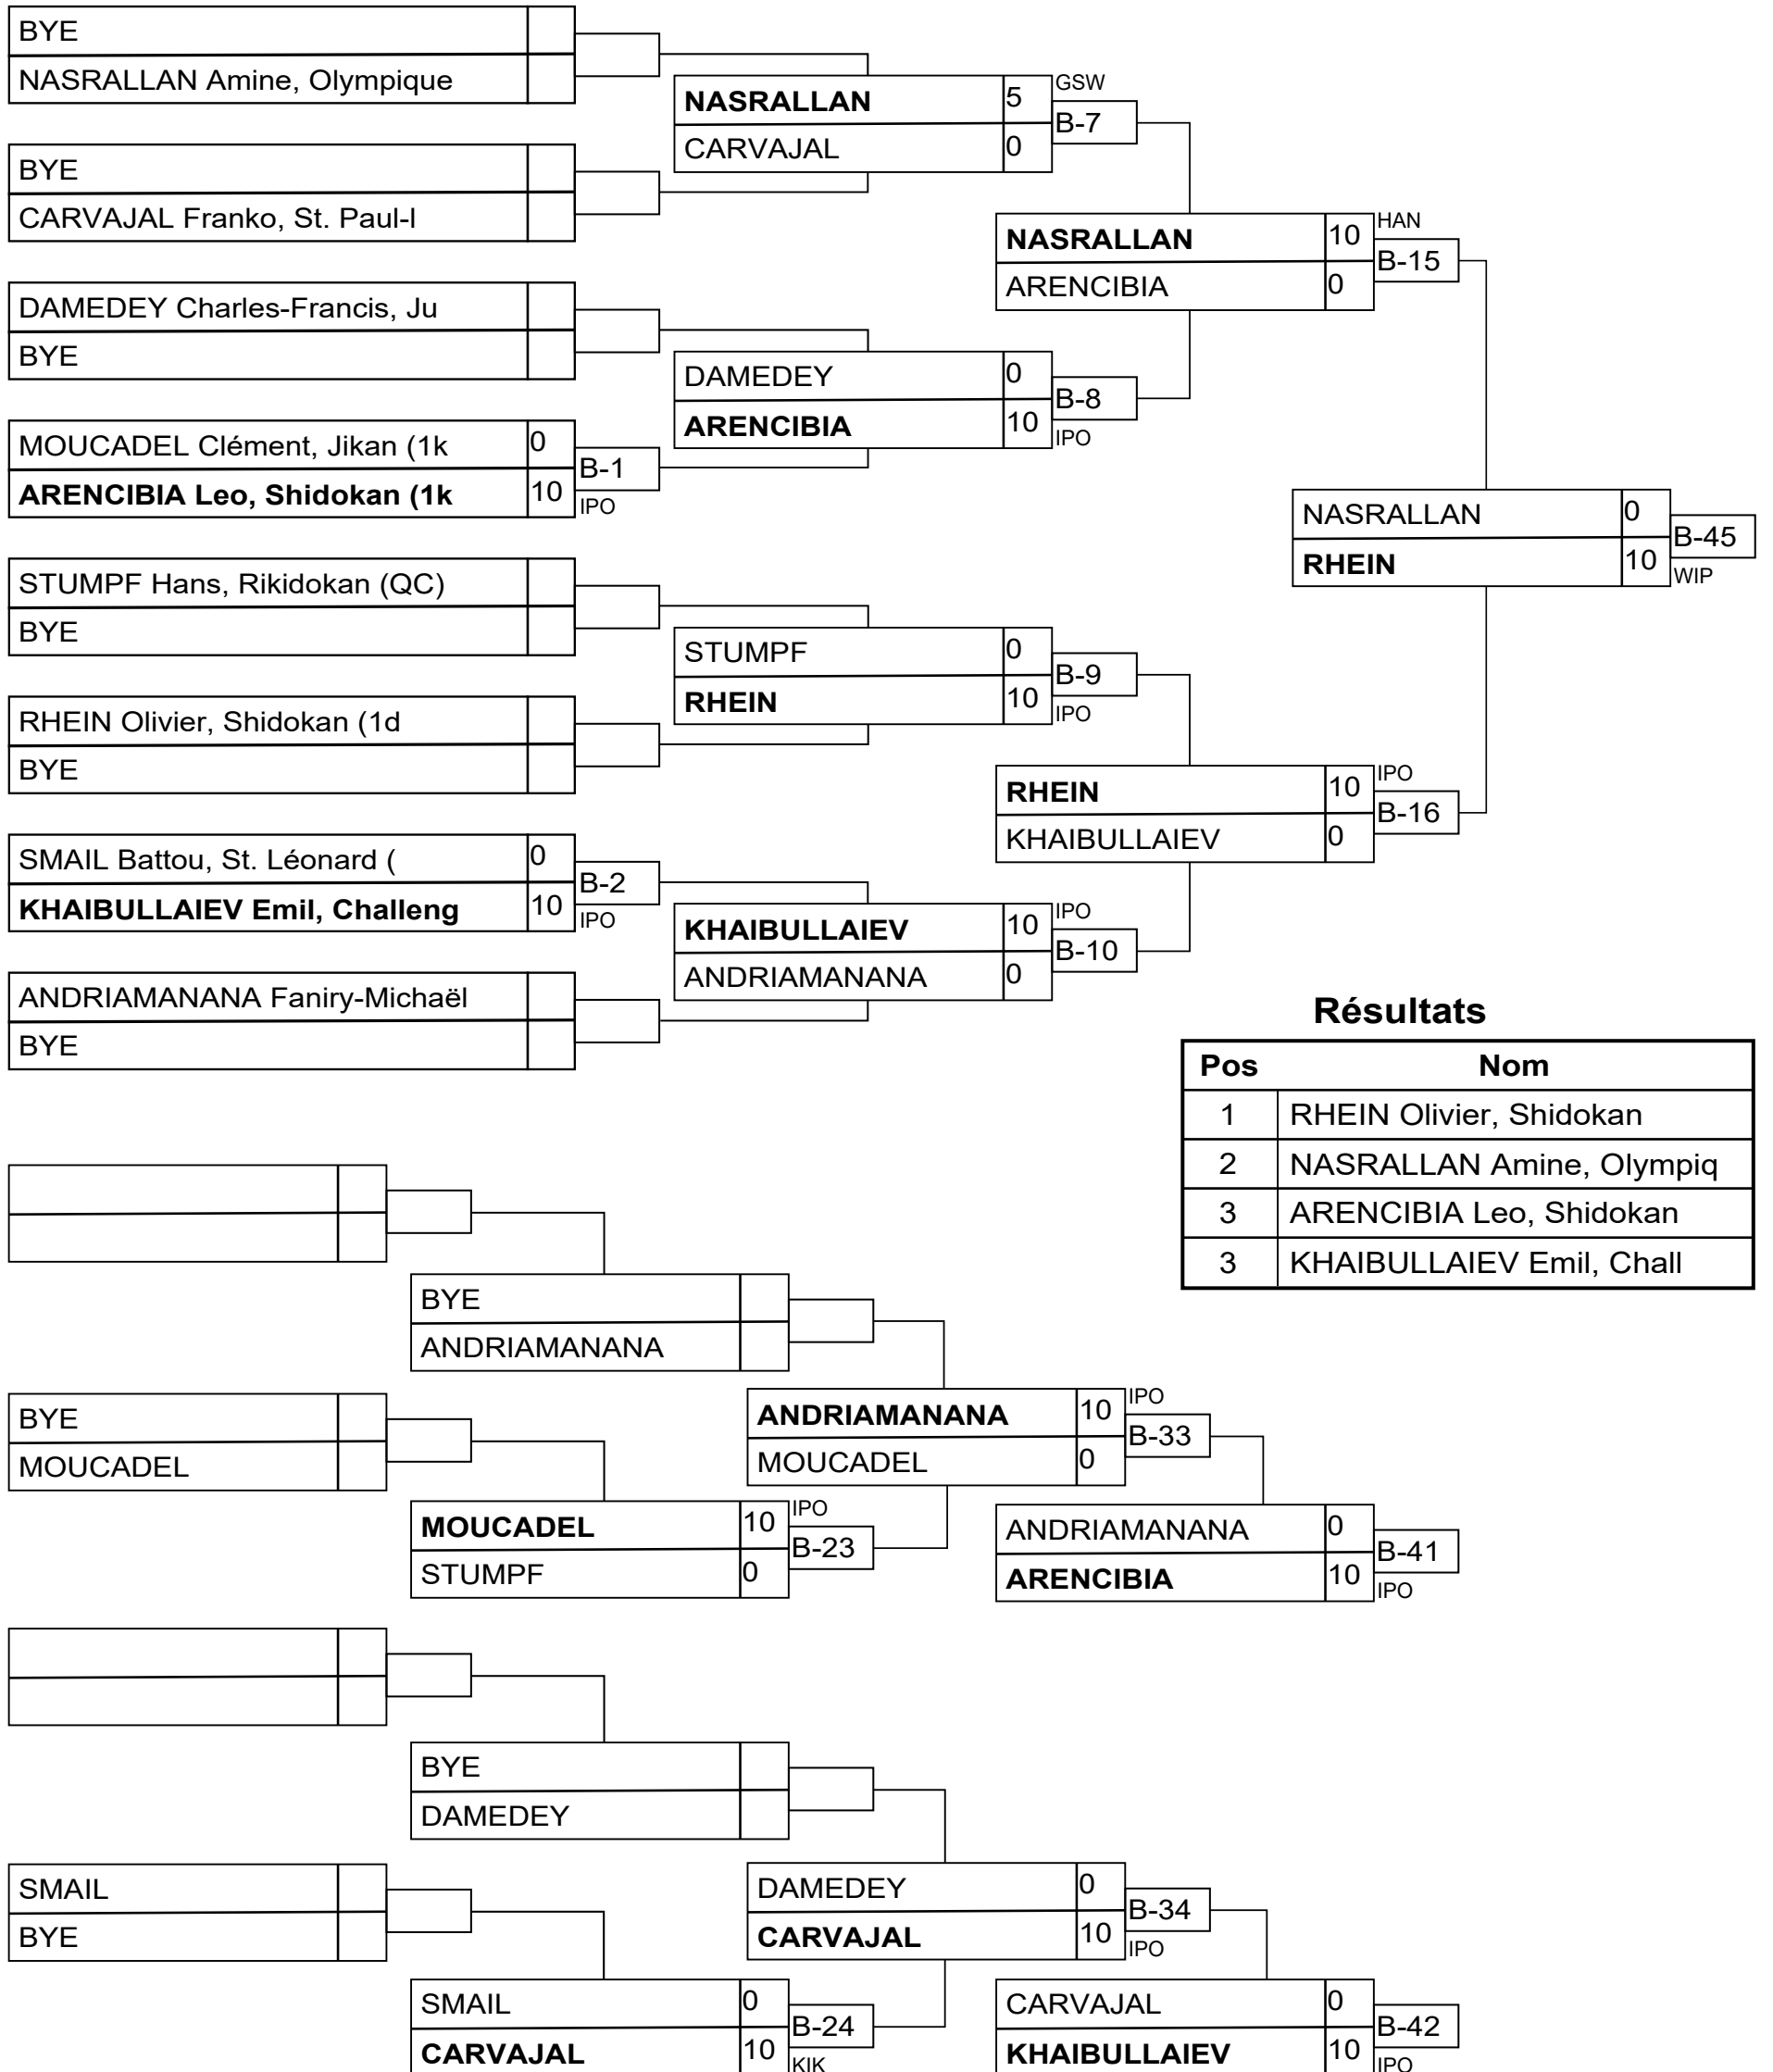 BYE
NASRALLAN Amine, Olympique
BYE
CARVAJAL Franko, St. Paul-l
DAMEDEY Charles-Francis, Ju
BYE
MOUCADEL Clément, Jikan (1k 0
ARENCIBIA Leo, Shidokan (1k 10
B-1
IPO
STUMPF Hans, Rikidokan (QC)
BYE
RHEIN Olivier, Shidokan (1d
BYE
SMAIL Battou, St. Léonard ( 0
KHAIBULLAIEV Emil, Challeng 10
B-2
IPO
ANDRIAMANANA Faniry-Michaël
BYE
NASRALLAN 5
CARVAJAL 0
GSW
B-7
DAMEDEY 0
ARENCIBIA 10
B-8
IPO
STUMPF 0
RHEIN 10
B-9
IPO
KHAIBULLAIEV 10
ANDRIAMANANA 0
IPO
B-10
NASRALLAN 10
ARENCIBIA 0
HAN
B-15
RHEIN 10
KHAIBULLAIEV 0
IPO
B-16
NASRALLAN 0
RHEIN 10
B-45
WIP
Résultats
Pos Nom
1 RHEIN Olivier, Shidokan
2 NASRALLAN Amine, Olympiq
3 ARENCIBIA Leo, Shidokan
3 KHAIBULLAIEV Emil, Chall
BYE
ANDRIAMANANA
BYE
MOUCADEL
MOUCADEL 10
STUMPF 0
IPO
B-23
ANDRIAMANANA 10
MOUCADEL 0
IPO
B-33
ANDRIAMANANA 0
ARENCIBIA 10
B-41
IPO
BYE
DAMEDEY
SMAIL
BYE
SMAIL 0
CARVAJAL 10
B-24
KIK
DAMEDEY 0
CARVAJAL 10
B-34
IPO
CARVAJAL 0
KHAIBULLAIEV 10
B-42
IPO